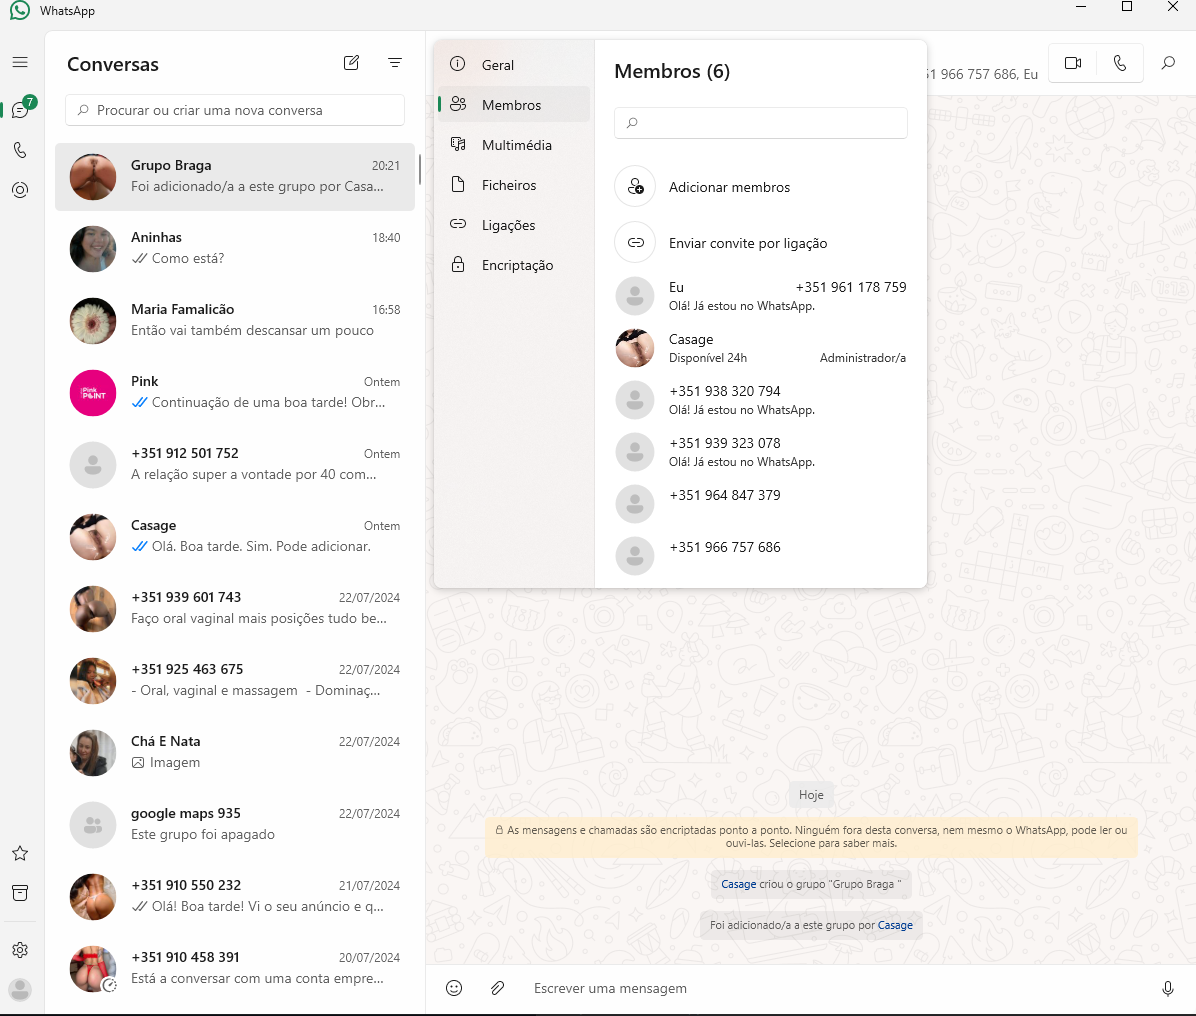 WhatsApp
Conversas
Procurar ou criar uma nova conversa
7
Grupo Braga 20:21
Foi adicionado/a a este grupo por Casa...
Aninhas 18:40
Como está?
Maria Famalicão 16:58
Então vai também descansar um pouco
Pink Ontem
Continuação de uma boa tarde! Obr...
Pink
POINT
+351 912 501 752 Ontem
A relação super a vontade por 40 com...
Casage Ontem
Olá. Boa tarde. Sim. Pode adicionar.
+351 939 601 743 22/07/2024
Faço oral vaginal mais posições tudo be...
+351 925 463 675 22/07/2024
- Oral, vaginal e massagem - Dominaç...
Chá E Nata 22/07/2024
Imagem
google maps 935 22/07/2024
Este grupo foi apagado
+351 910 550 232 21/07/2024
Olá! Boa tarde! Vi o seu anúncio e q...
+351 910 458 391 20/07/2024
Está a conversar com uma conta empre...
Geral
Membros
Multimédia
Ficheiros
Ligações
Encriptação
Membros (6)
Adicionar membros
Enviar convite por ligação
Eu +351 961 178 759
Olá! Já estou no WhatsApp.
Casage
Disponível 24h Administrador/a
+351 938 320 794
Olá! Já estou no WhatsApp.
+351 939 323 078
Olá! Já estou no WhatsApp.
+351 964 847 379
+351 966 757 686
51 966 757 686, Eu
Hoje
As mensagens e chamadas são encriptadas ponto a ponto. Ninguém fora desta conversa, nem mesmo o WhatsApp, pode ler ou
ouvi-las. Selecione para saber mais.
Casage criou o grupo "Grupo Braga "
Foi adicionado/a a este grupo por Casage
Escrever uma mensagem